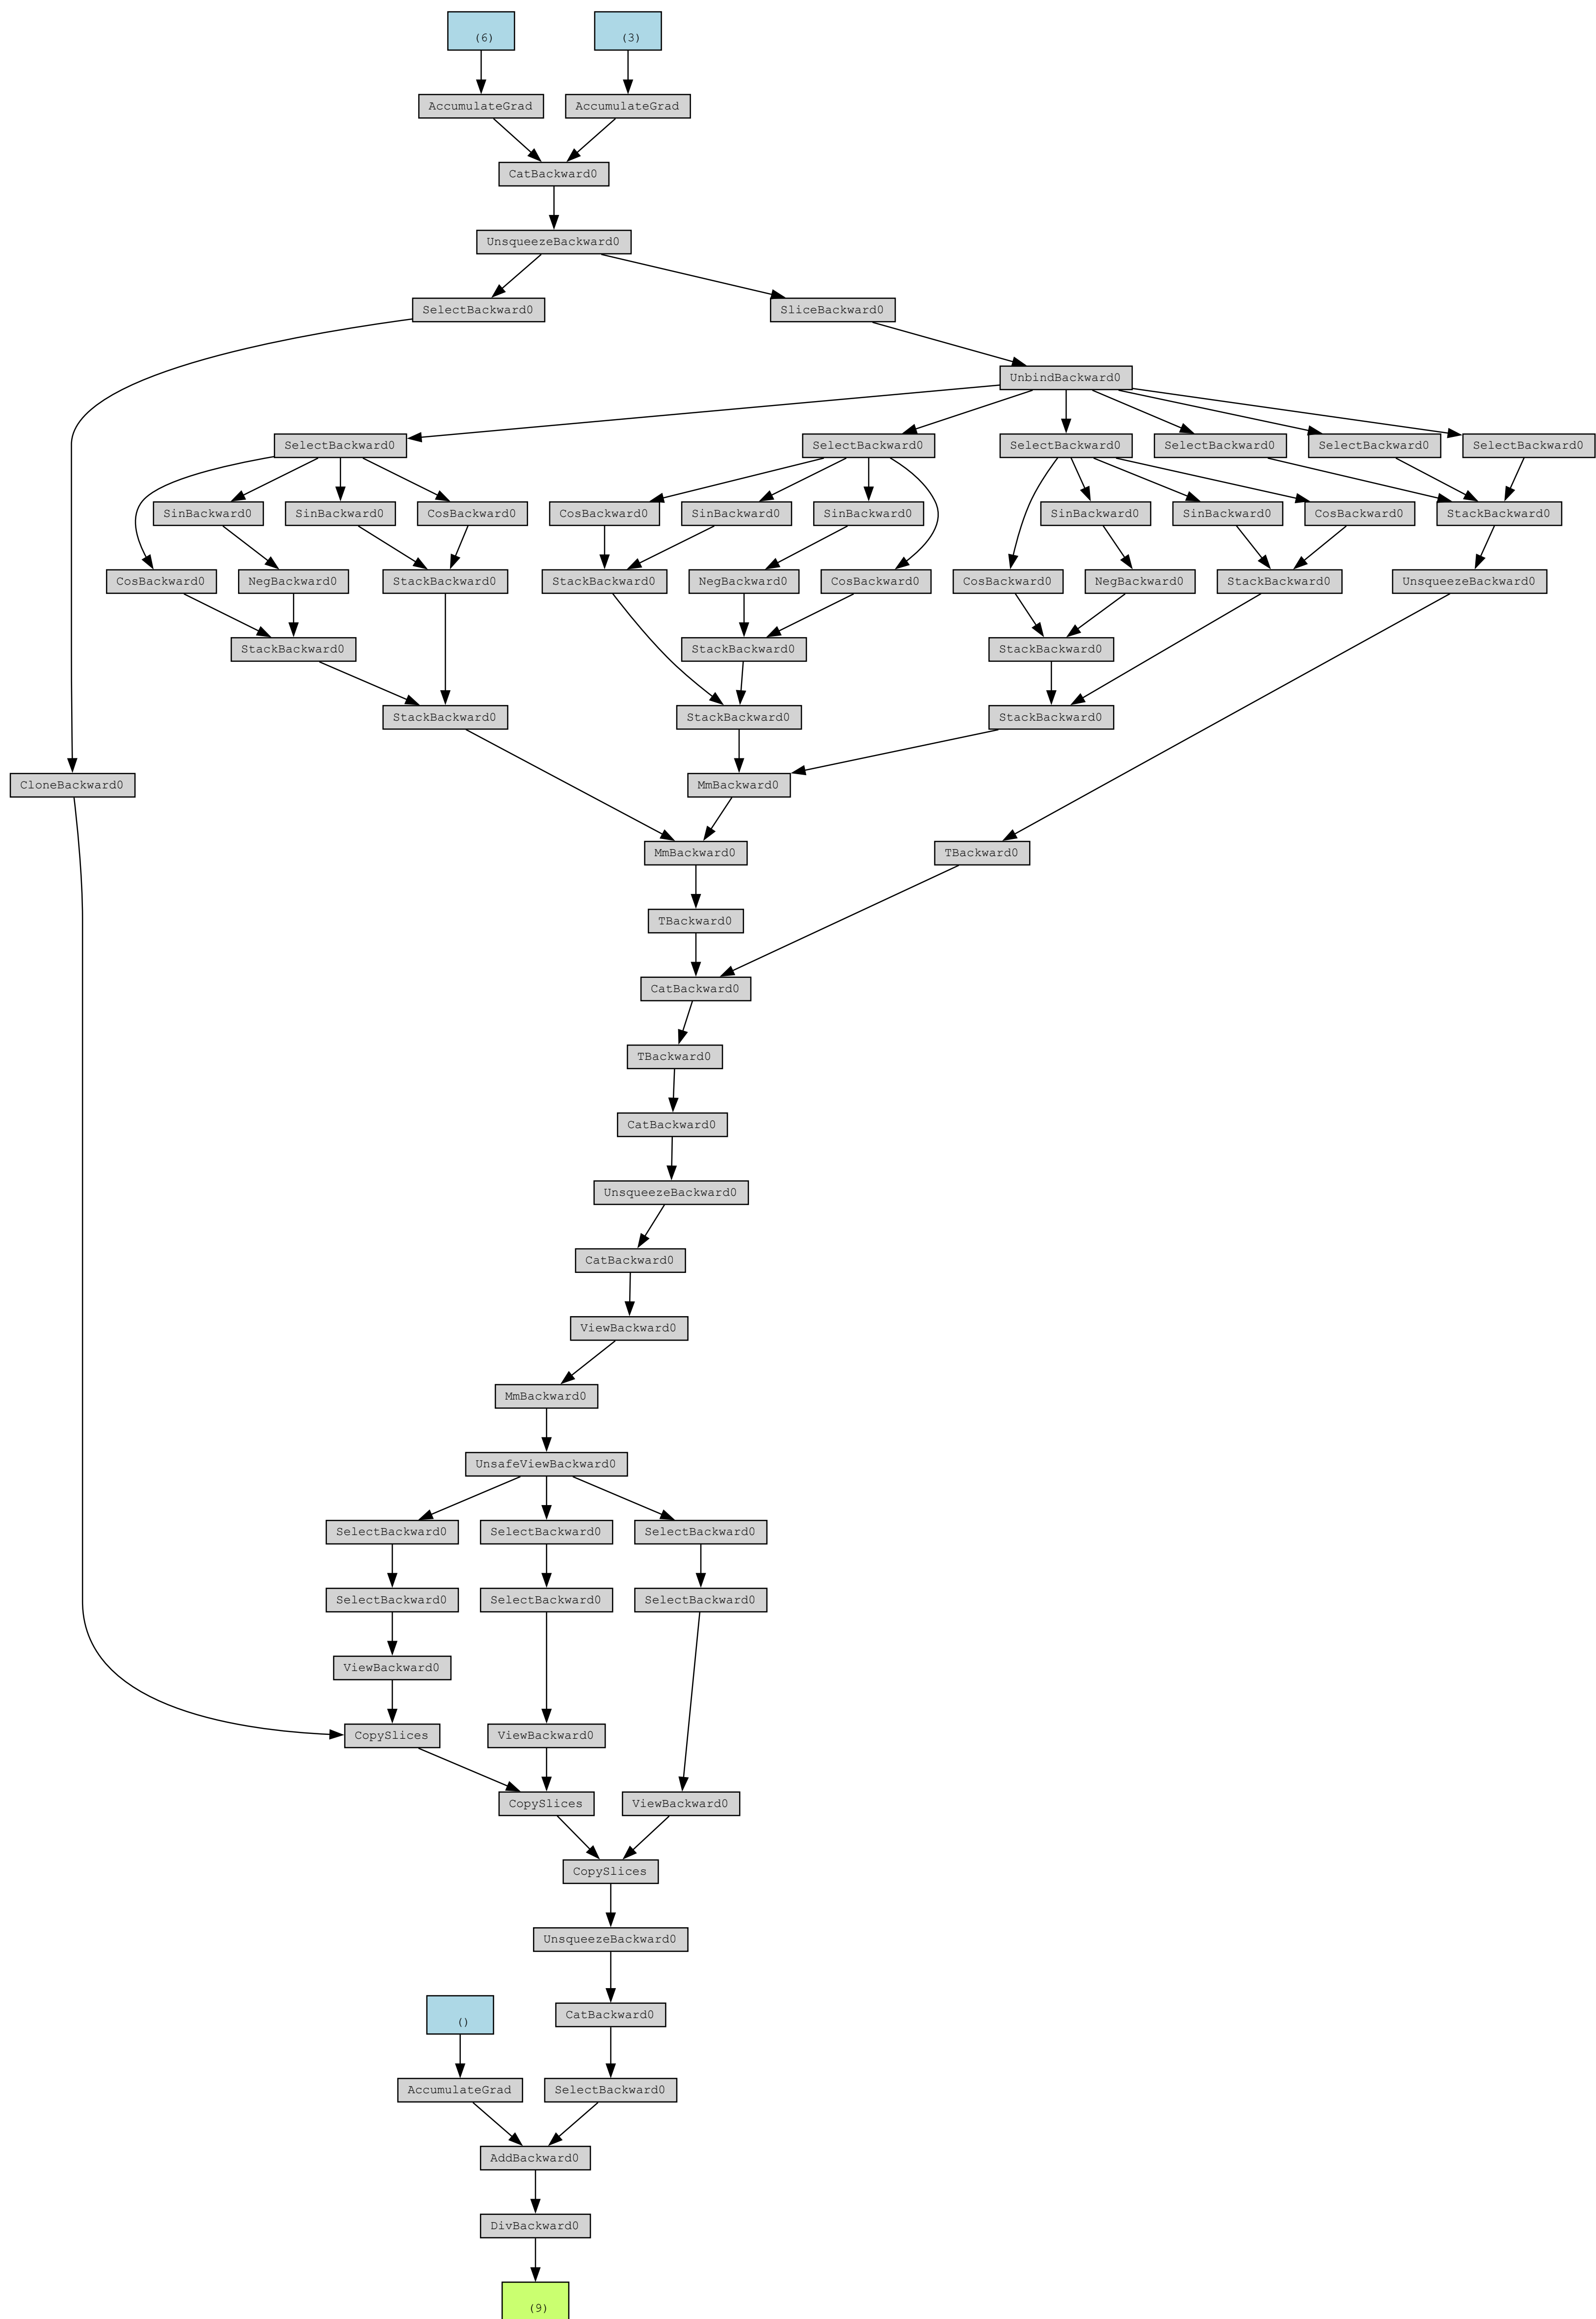 (6)
(3)
AccumulateGrad
AccumulateGrad
CatBackward0
UnsqueezeBackward0
SelectBackward0
SliceBackward0
UnbindBackward0
SelectBackward0
SelectBackward0
SelectBackward0
SelectBackward0
SelectBackward0
SelectBackward0
SinBackward0
SinBackward0
CosBackward0
CosBackward0
SinBackward0
SinBackward0
SinBackward0
SinBackward0
CosBackward0
StackBackward0
CosBackward0
NegBackward0
StackBackward0
StackBackward0
NegBackward0
CosBackward0
CosBackward0
NegBackward0
StackBackward0
UnsqueezeBackward0
StackBackward0
StackBackward0
StackBackward0
StackBackward0
StackBackward0
StackBackward0
CloneBackward0
MmBackward0
MmBackward0
TBackward0
TBackward0
CatBackward0
TBackward0
CatBackward0
UnsqueezeBackward0
CatBackward0
ViewBackward0
MmBackward0
UnsafeViewBackward0
SelectBackward0
SelectBackward0
SelectBackward0
SelectBackward0
SelectBackward0
SelectBackward0
ViewBackward0
CopySlices
ViewBackward0
CopySlices
ViewBackward0
CopySlices
UnsqueezeBackward0
()
CatBackward0
AccumulateGrad
SelectBackward0
AddBackward0
DivBackward0
(9)